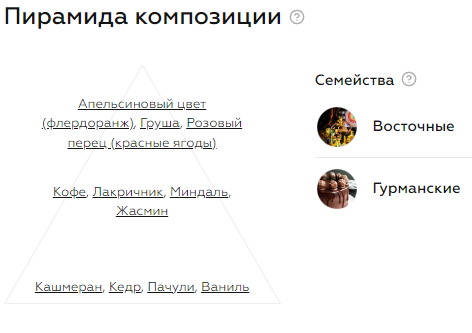 Пирамида композиции
Апельсиновый цвет
(флердоранж), Груша, Розовый
перец (красные ягоды)
Кофе, Лакричник, Миндаль,
Жасмин
Кашмеран, Кедр, Пачули, Ваниль
Семейства
Восточные
Гурманские